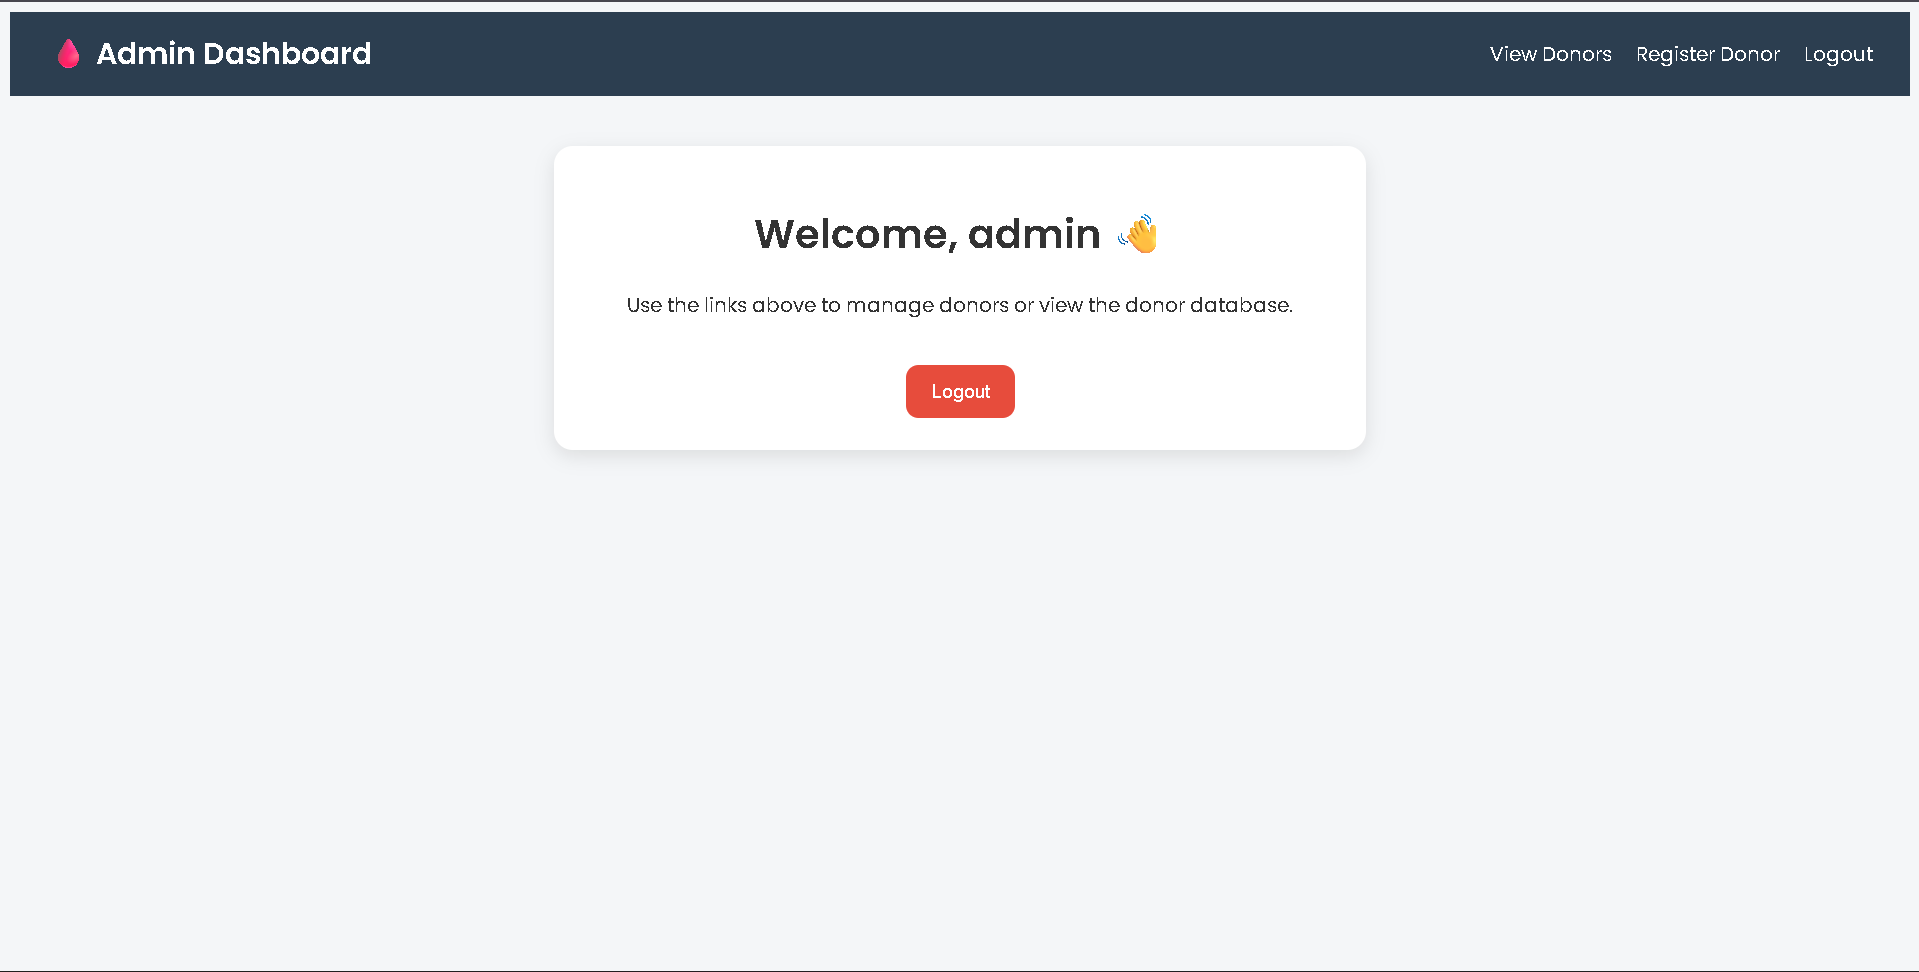 🩸 Admin Dashboard
View Donors Register Donor Logout
Welcome, admin 👋
Use the links above to manage donors or view the donor database.
Logout